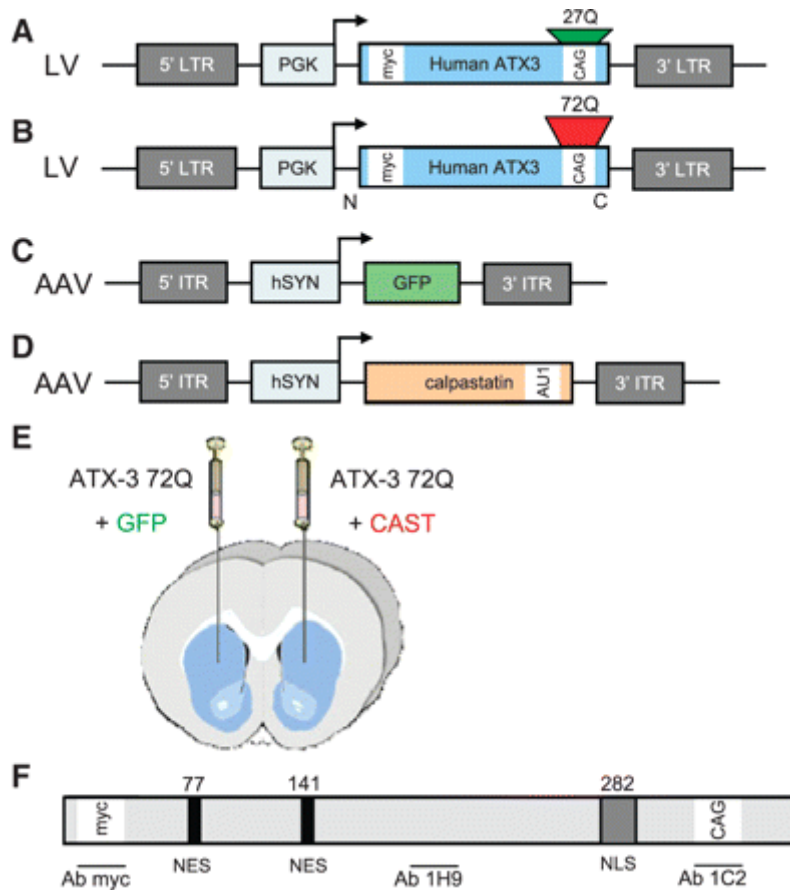 A
27Q
LV 5' LTR PGK myc Human ATX3 CAG 3' LTR
B
72Q
LV 5' LTR PGK myc Human ATX3 CAG 3' LTR
N C
C
AAV 5' ITR hSYN GFP 3' ITR
D
AAV 5' ITR hSYN calpastatin AU1 3' ITR
E
ATX-3 72Q ATX-3 72Q
+ GFP + CAST
F
77 141 282
myc CAG
NES NES NLS
Ab myc Ab 1H9 Ab 1C2